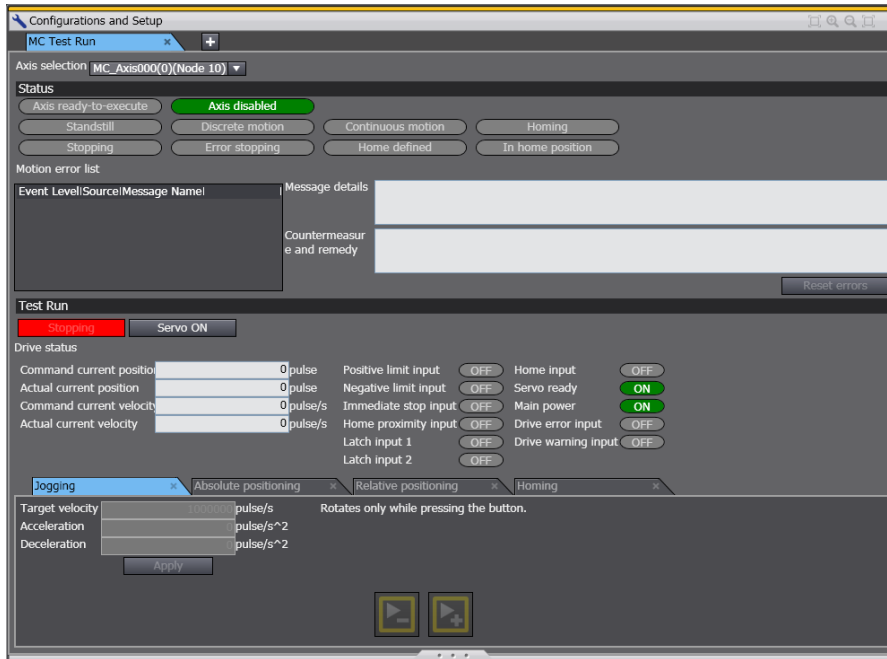 Configurations and Setup
MC Test Run
Axis selection MC_Axis000(0)(Node 10)
Status
Axis ready-to-execute Axis disabled
Standstill Discrete motion Continuous motion Homing
Stopping Error stopping Home defined In home position
Motion error list
Event Level|Source|Message Name| Message details
Countermeasur
e and remedy
Reset errors
Test Run
Stopping Servo ON
Drive status
Command current position 0 pulse Positive limit input OFF Home input OFF
Actual current position 0 pulse Negative limit input OFF Servo ready ON
Command current velocity 0 pulse/s Immediate stop input OFF Main power ON
Actual current velocity 0 pulse/s Home proximity input OFF Drive error input OFF
Latch input 1 OFF Drive warning input OFF
Latch input 2 OFF
Jogging Absolute positioning Relative positioning Homing
Target velocity 1000000 pulse/s Rotates only while pressing the button.
Acceleration 0 pulse/s^2
Deceleration 0 pulse/s^2
Apply